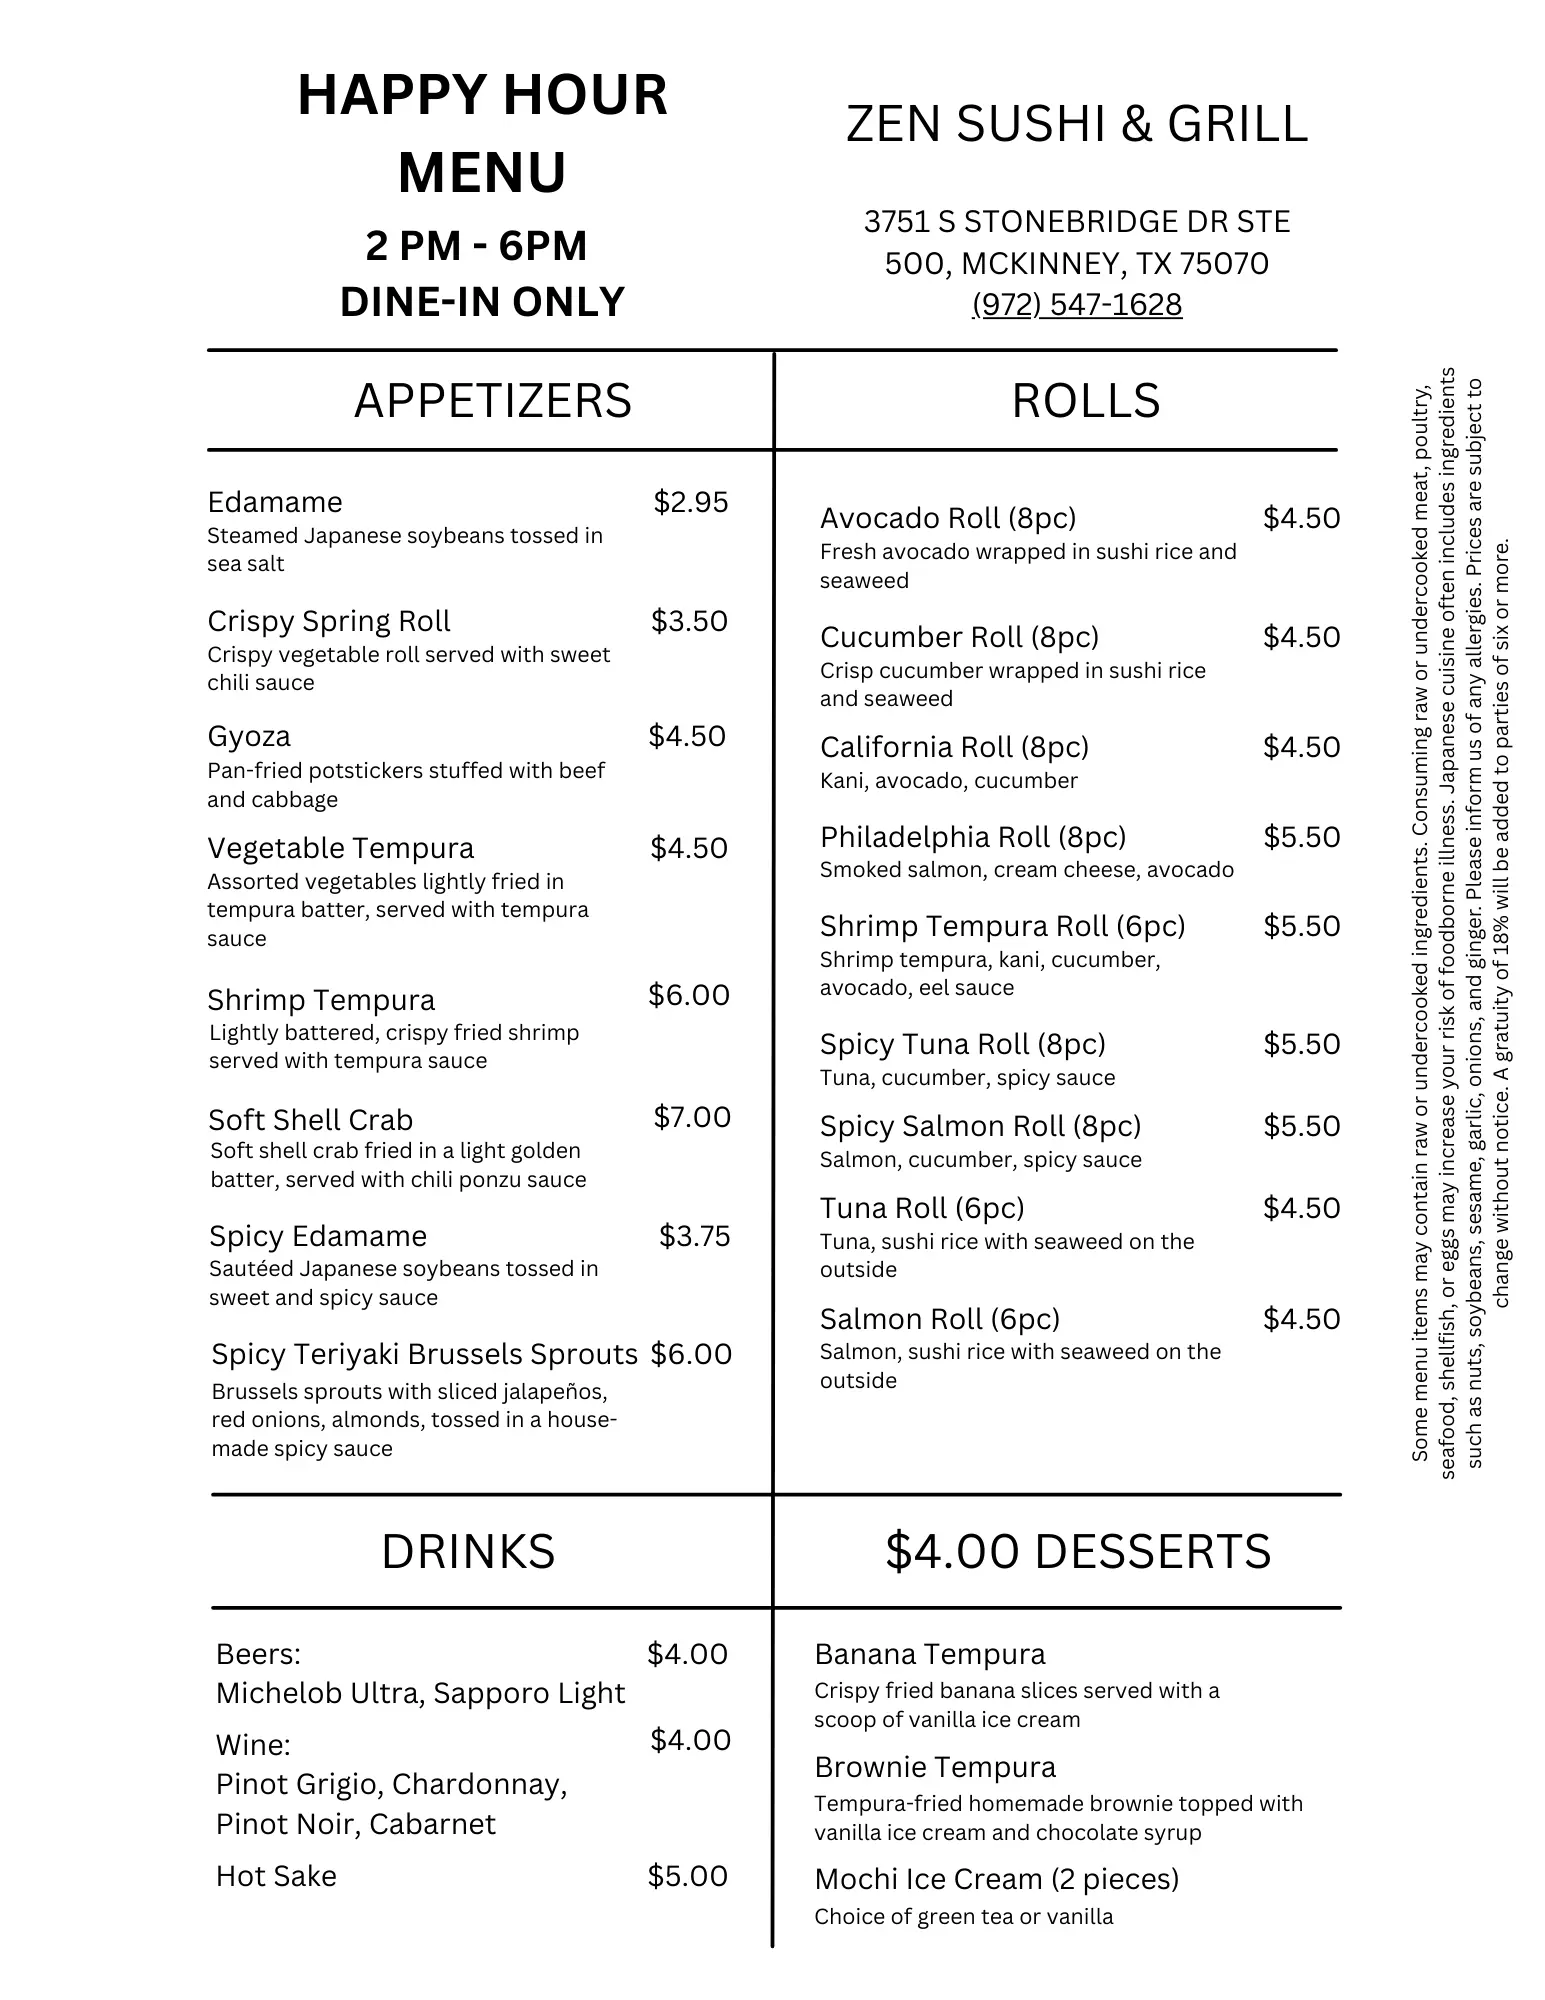 HAPPY HOUR
MENU
2 PM - 6PM
DINE-IN ONLY
ZEN SUSHI & GRILL
3751 S STONEBRIDGE DR STE
500, MCKINNEY, TX 75070
(972) 547-1628
APPETIZERS
Edamame $2.95
Steamed Japanese soybeans tossed in
sea salt
Crispy Spring Roll $3.50
Crispy vegetable roll served with sweet
chili sauce
Gyoza $4.50
Pan-fried potstickers stuffed with beef
and cabbage
Vegetable Tempura $4.50
Assorted vegetables lightly fried in
tempura batter, served with tempura
sauce
Shrimp Tempura $6.00
Lightly battered, crispy fried shrimp
served with tempura sauce
Soft Shell Crab $7.00
Soft shell crab fried in a light golden
batter, served with chili ponzu sauce
Spicy Edamame $3.75
Sautéed Japanese soybeans tossed in
sweet and spicy sauce
Spicy Teriyaki Brussels Sprouts $6.00
Brussels sprouts with sliced jalapeños,
red onions, almonds, tossed in a house-
made spicy sauce
ROLLS
Avocado Roll (8pc) $4.50
Fresh avocado wrapped in sushi rice and
seaweed
Cucumber Roll (8pc) $4.50
Crisp cucumber wrapped in sushi rice
and seaweed
California Roll (8pc) $4.50
Kani, avocado, cucumber
Philadelphia Roll (8pc) $5.50
Smoked salmon, cream cheese, avocado
Shrimp Tempura Roll (6pc) $5.50
Shrimp tempura, kani, cucumber,
avocado, eel sauce
Spicy Tuna Roll (8pc) $5.50
Tuna, cucumber, spicy sauce
Spicy Salmon Roll (8pc) $5.50
Salmon, cucumber, spicy sauce
Tuna Roll (6pc) $4.50
Tuna, sushi rice with seaweed on the
outside
Salmon Roll (6pc) $4.50
Salmon, sushi rice with seaweed on the
outside
DRINKS
Beers: $4.00
Michelob Ultra, Sapporo Light
Wine: $4.00
Pinot Grigio, Chardonnay,
Pinot Noir, Cabarnet
Hot Sake $5.00
$4.00 DESSERTS
Banana Tempura
Crispy fried banana slices served with a
scoop of vanilla ice cream
Brownie Tempura
Tempura-fried homemade brownie topped with
vanilla ice cream and chocolate syrup
Mochi Ice Cream (2 pieces)
Choice of green tea or vanilla
Some menu items may contain raw or undercooked ingredients. Consuming raw or undercooked meat, poultry,
seafood, shellfish, or eggs may increase your risk of foodborne illness. Japanese cuisine often includes ingredients
such as nuts, soybeans, sesame, garlic, onions, and ginger. Please inform us of any allergies. Prices are subject to
change without notice. A gratuity of 18% will be added to parties of six or more.